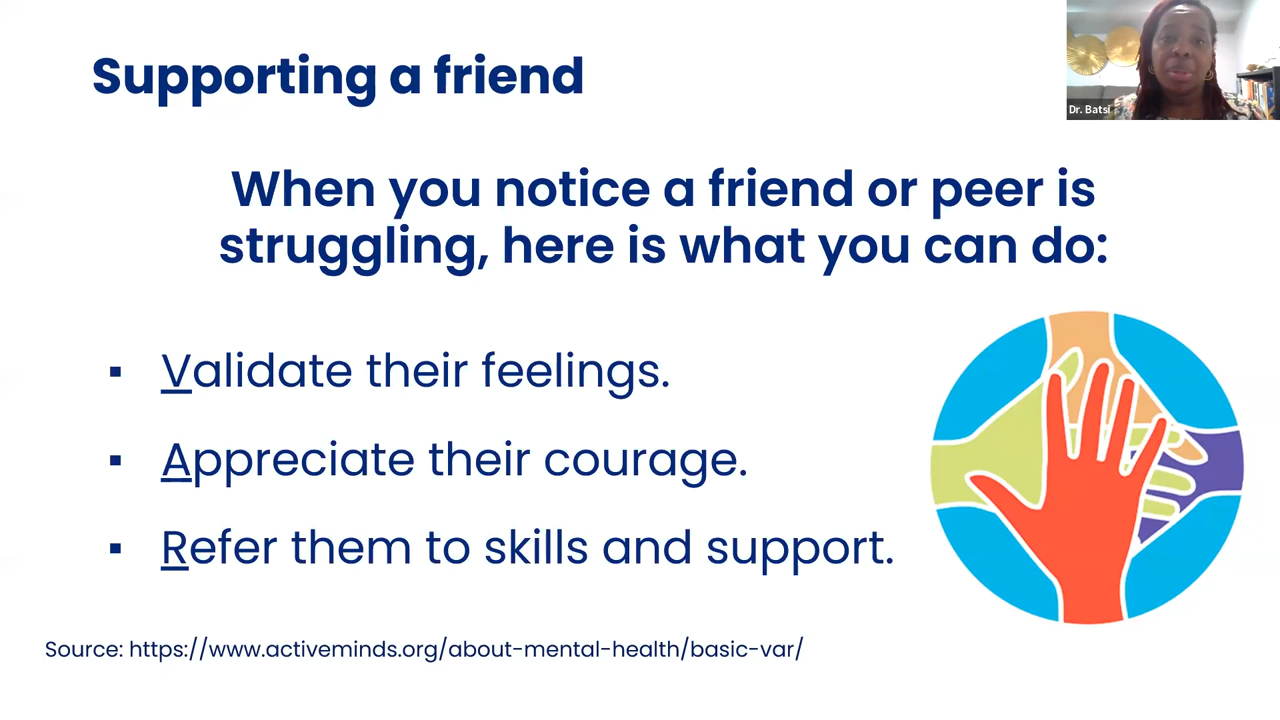 Supporting a friend
Dr. Batsi
When you notice a friend or peer is
struggling, here is what you can do:
▪ Validate their feelings.
▪ Appreciate their courage.
▪ Refer them to skills and support.
Source: https://www.activeminds.org/about-mental-health/basic-var/